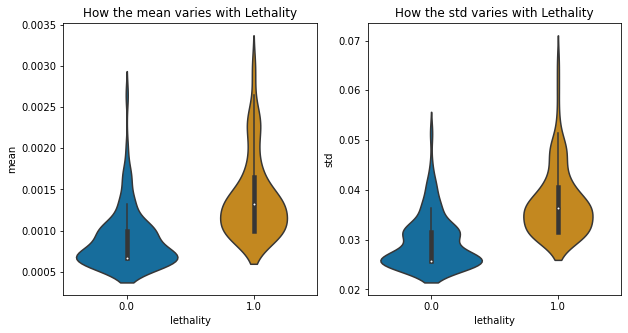 How the mean varies with Lethality
How the std varies with Lethality
0.0035
0.0030
0.0025
0.0020
0.0015
0.0010
0.0005
mean
0.0
1.0
lethality
0.07
0.06
0.05
0.04
0.03
0.02
std
0.0
1.0
lethality